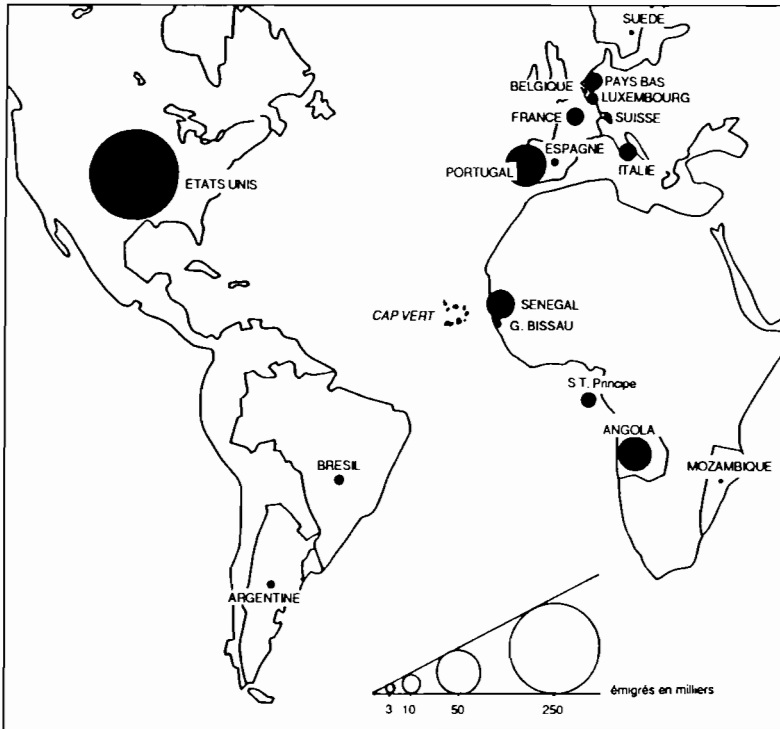 SUEDE
BELGIQUE
PAYS BAS
LUXEMBOURG
FRANCE
SUISSE
ESPAGNE
PORTUGAL
ITALIE
ETATS UNIS
CAP VERT
SENEGAL
G. BISSAU
S T. Principe
ANGOLA
BRESIL
MOZAMBIQUE
ARGENTINE
émigrés en milliers
3 10 50 250